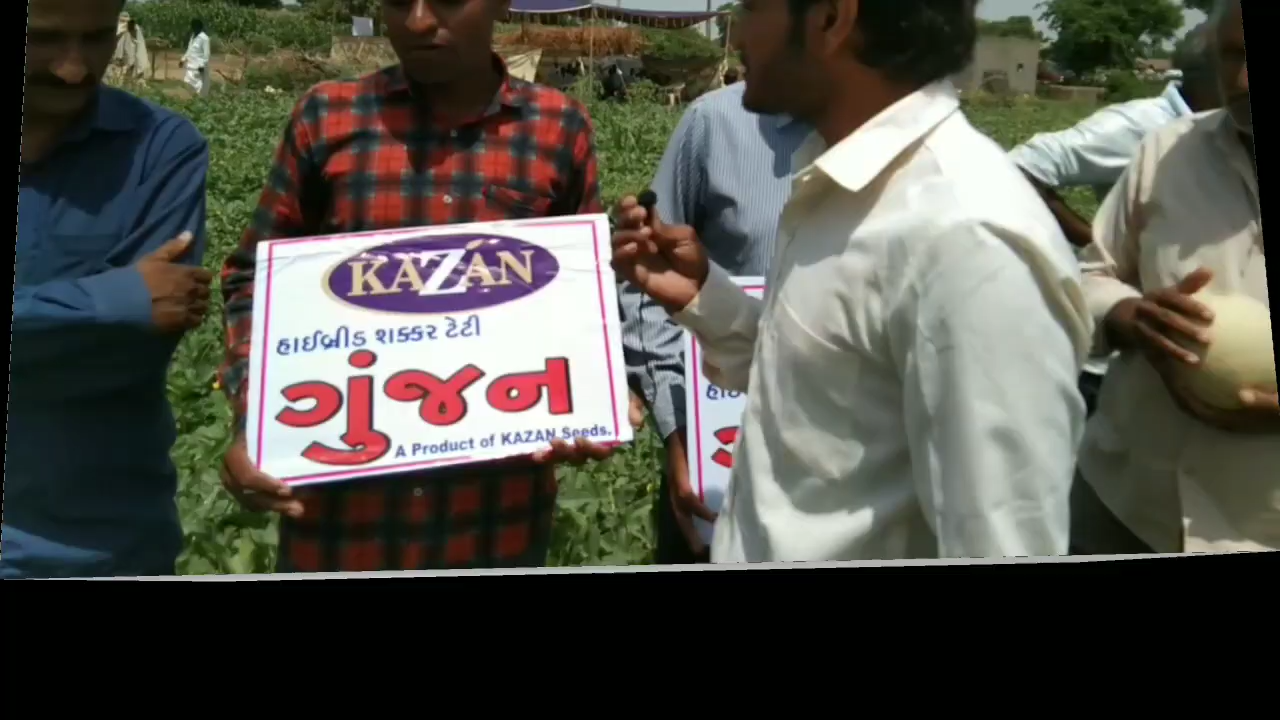 KAZAN
હાઈબ્રીડ શક્કર ટેટી
ગુંજન
A Product of KAZAN Seeds.